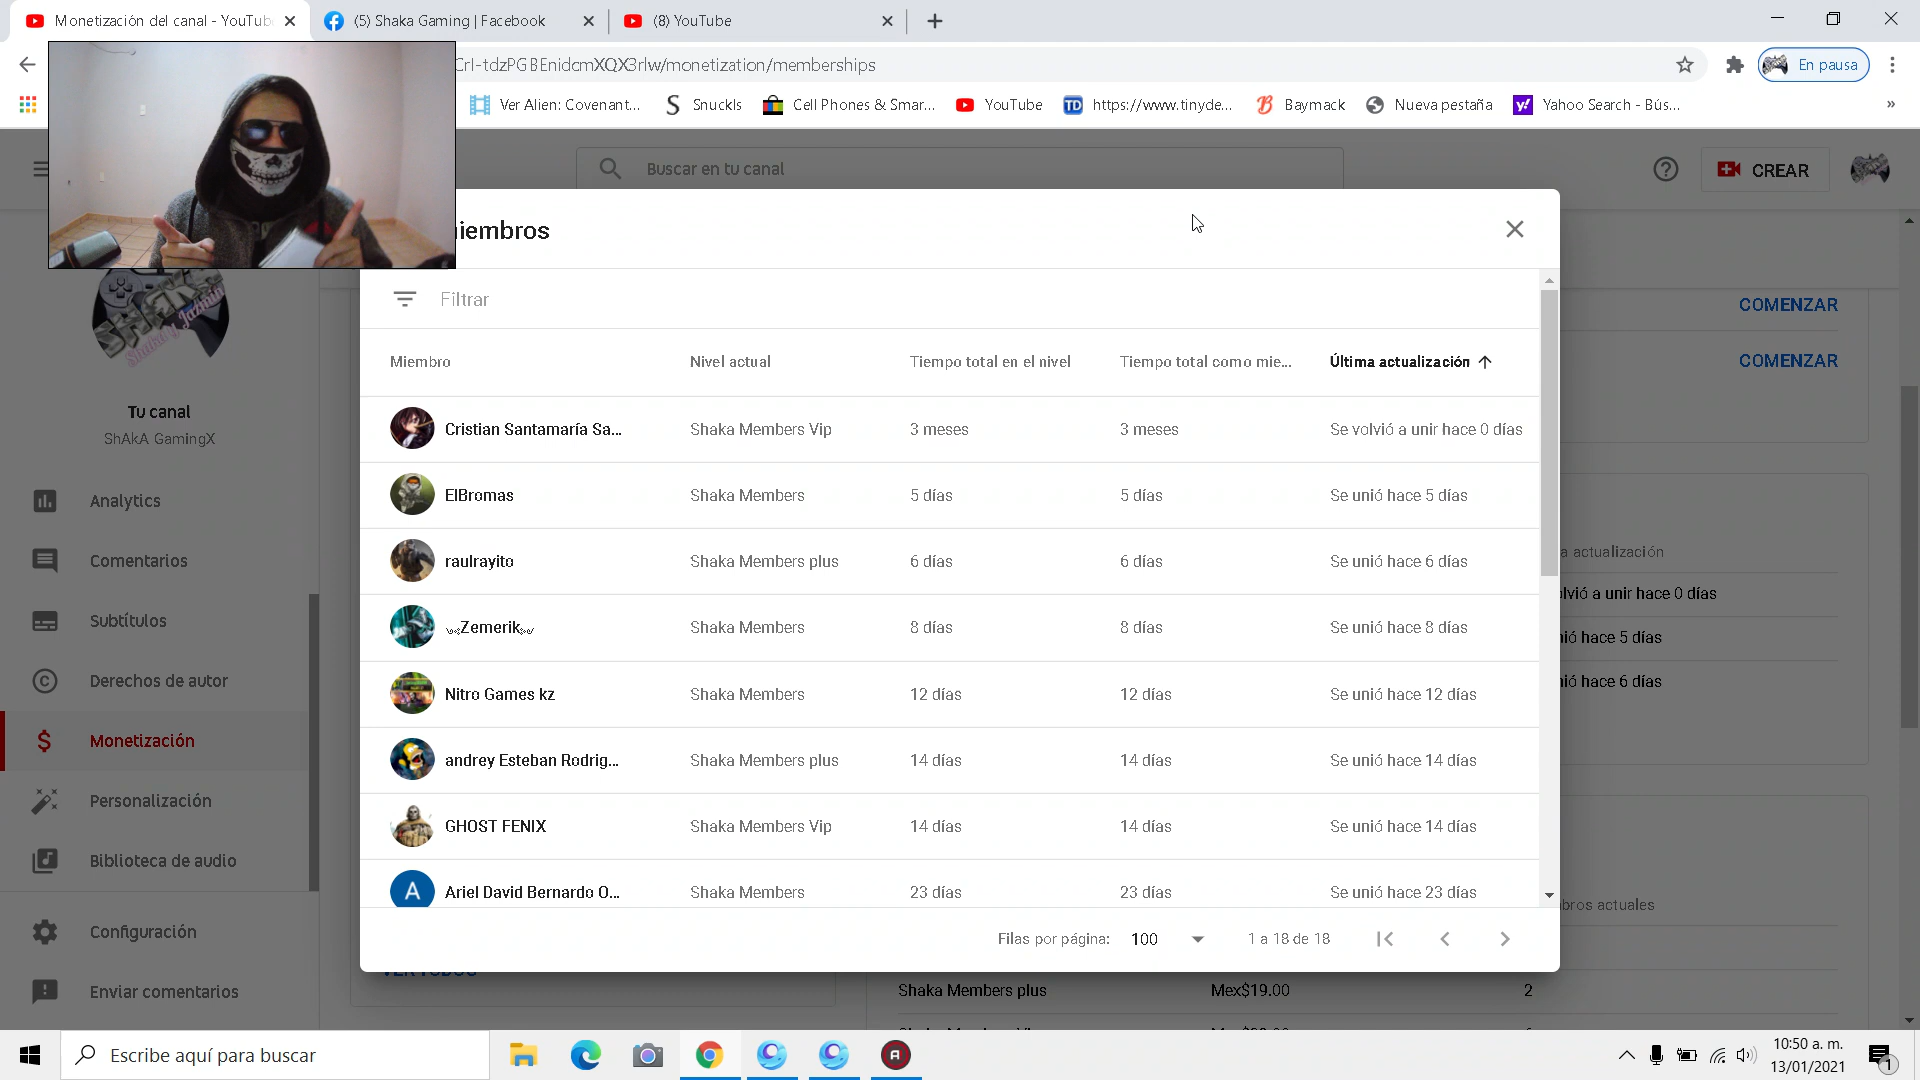 Monetización del canal - YouTub
(5) Shaka Gaming | Facebook
(8) YouTube
CrI-tdzPGBEnidcmXQX3rlw/monetization/memberships
En pausa
Ver Alien: Covenant...
Snuckls
Cell Phones & Smar...
YouTube
https://www.tinyde...
Baymack
Nueva pestaña
Yahoo Search - Bús...
Buscar en tu canal
CREAR
miembros
Filtrar
Miembro
Nivel actual
Tiempo total en el nivel
Tiempo total como mie...
Última actualización
Cristian Santamaría Sa...
Shaka Members Vip
3 meses
3 meses
Se volvió a unir hace 0 días
ElBromas
Shaka Members
5 días
5 días
Se unió hace 5 días
raulrayito
Shaka Members plus
6 días
6 días
Se unió hace 6 días
Zemerik
Shaka Members
8 días
8 días
Se unió hace 8 días
Nitro Games kz
Shaka Members
12 días
12 días
Se unió hace 12 días
andrey Esteban Rodrig...
Shaka Members plus
14 días
14 días
Se unió hace 14 días
GHOST FENIX
Shaka Members Vip
14 días
14 días
Se unió hace 14 días
A
Ariel David Bernardo O...
Shaka Members
23 días
23 días
Se unió hace 23 días
Filas por página:
100
1 a 18 de 18
COMENZAR
COMENZAR
a actualización
lvió a unir hace 0 días
nió hace 5 días
nió hace 6 días
bros actuales
SHAKA
Shaka y Jazmin
Tu canal
ShAkA GamingX
Analytics
Comentarios
Subtítulos
Derechos de autor
Monetización
Personalización
Biblioteca de audio
Configuración
Enviar comentarios
VER TODOS
Shaka Members plus
Mex$19.00
2
Escribe aquí para buscar
10:50 a. m.
13/01/2021
1